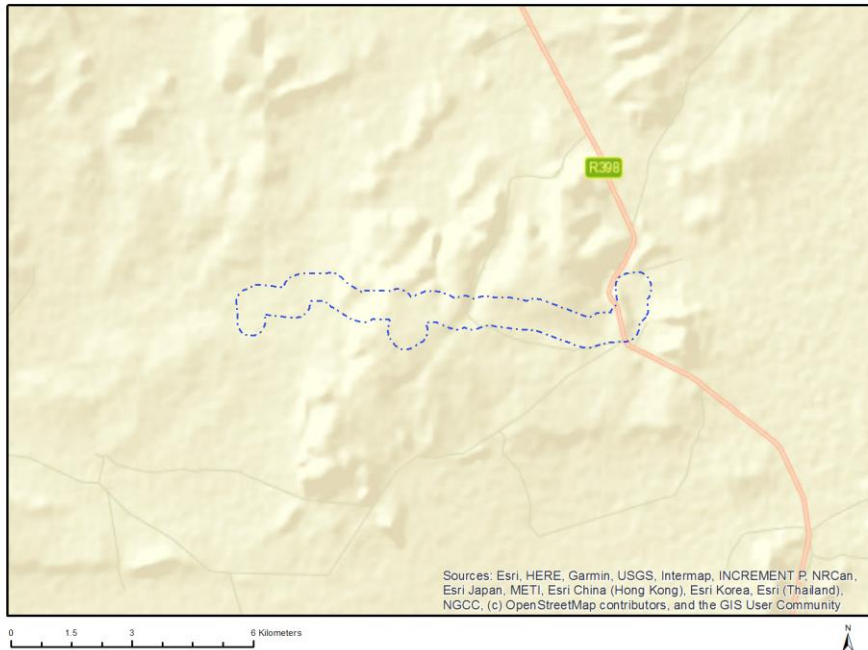 R398
Sources: Esri, HERE, Garmin, USGS, Intermap, INCREMENT P, NRCan,
Esri Japan, METI, Esri China (Hong Kong), Esri Korea, Esri (Thailand),
NGCC, (c) OpenStreetMap contributors, and the GIS User Community
0 1.5 3 6 Kilometers
N